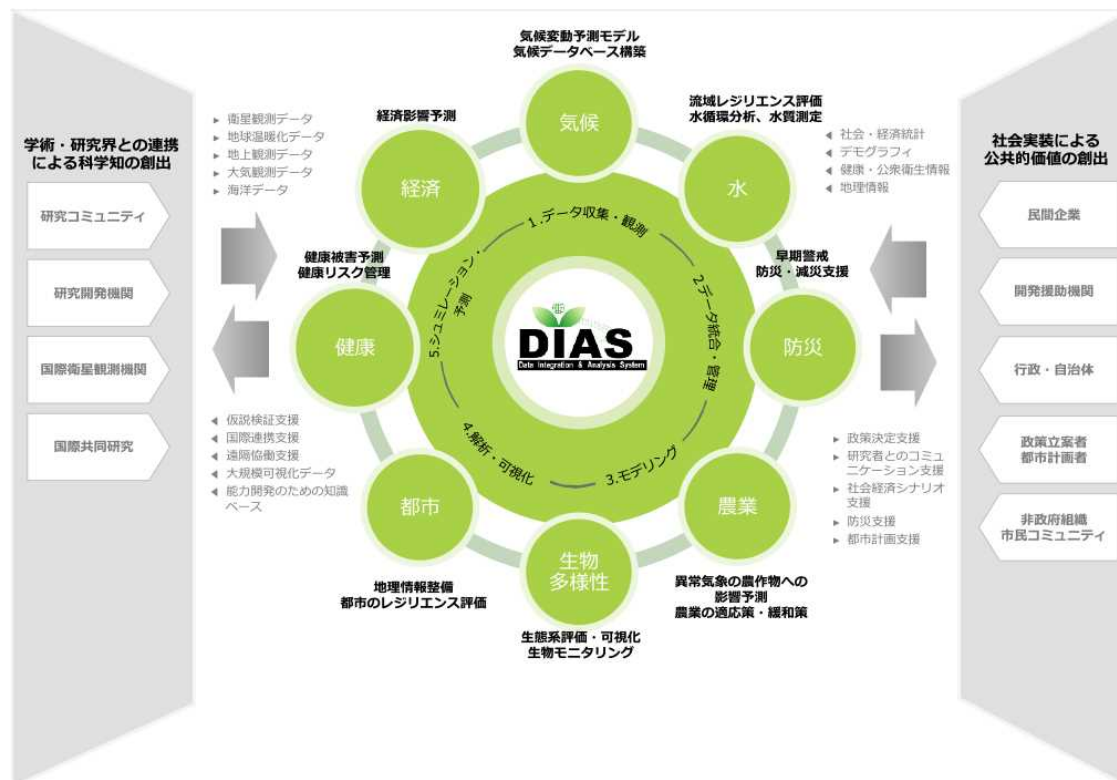 学術・研究界との連携
による科学知の創出
研究コミュニティ
研究開発機関
国際衛星観測機関
国際共同研究
▶ 衛星観測データ
▶ 地球温暖化データ
▶ 地上観測データ
▶ 大気観測データ
▶ 海洋データ
◀ 仮説検証支援
◀ 国際連携支援
◀ 遠隔協働支援
◀ 大規模可視化データ
◀ 能力開発のための知識
ベース
気候変動予測モデル
気候データベース構築
気候
流域レジリエンス評価
水循環分析、水質測定
水
早期警戒
防災・減災支援
防災
農業
異常気象の農作物への
影響予測
農業の適応策・緩和策
生物
多様性
生態系評価・可視化
生物モニタリング
都市
地理情報整備
都市のレジリエンス評価
健康被害予測
健康リスク管理
健康
経済影響予測
経済
1.データ収集・観測
2.データ統合・管理
3.モデリング
4.解析・可視化
5.シュミレーション・
予測
DIAS
Data Integration & Analysis System
◀ 社会・経済統計
◀ デモグラフィ
◀ 健康・公衆衛生情報
◀ 地理情報
▶ 政策決定支援
▶ 研究者とのコミュ
ニケーション支援
▶ 社会経済シナリオ
支援
▶ 防災支援
▶ 都市計画支援
社会実装による
公共的価値の創出
民間企業
開発援助機関
行政・自治体
政策立案者
都市計画者
非政府組織
市民コミュニティ